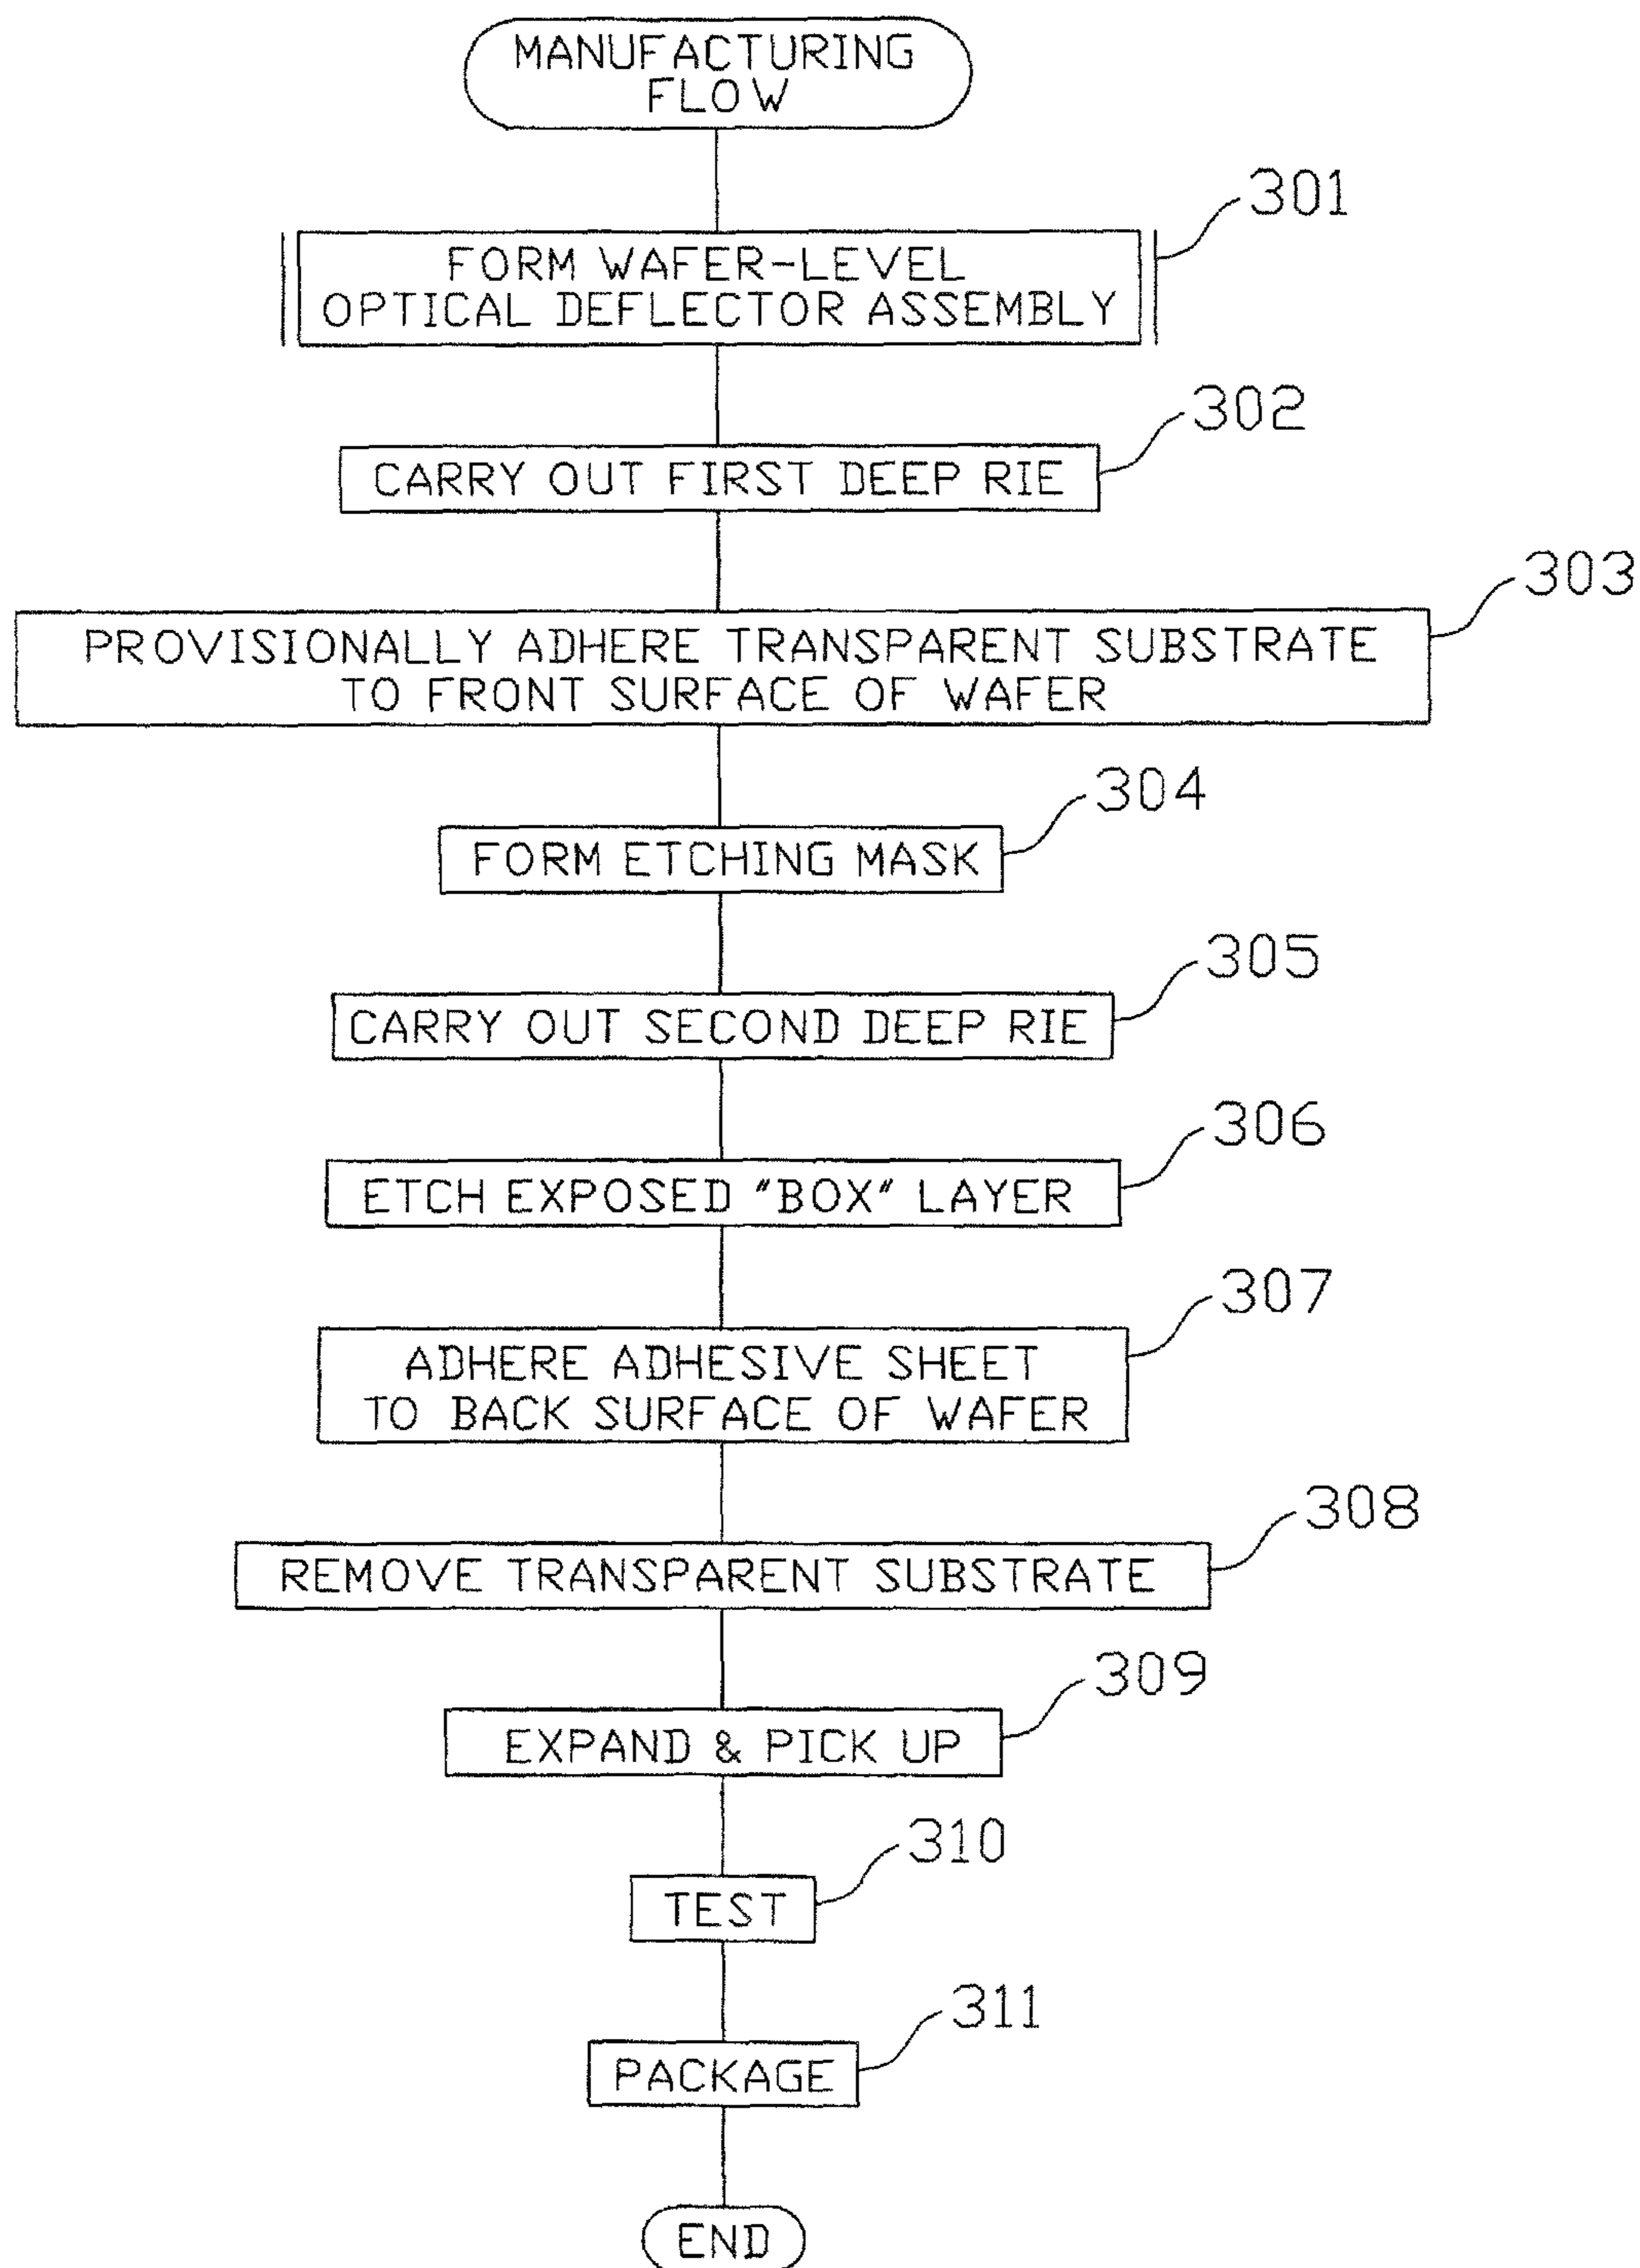 MANUFACTURING
FLOW
301
FORM WAFER-LEVEL
OPTICAL DEFLECTOR ASSEMBLY
302
CARRY OUT FIRST DEEP RIE
303
PROVISIONALLY ADHERE TRANSPARENT SUBSTRATE
TO FRONT SURFACE OF WAFER
304
FORM ETCHING MASK
305
CARRY OUT SECOND DEEP RIE
306
ETCH EXPOSED "BOX" LAYER
307
ADHERE ADHESIVE SHEET
TO BACK SURFACE OF WAFER
308
REMOVE TRANSPARENT SUBSTRATE
309
EXPAND & PICK UP
310
TEST
311
PACKAGE
END